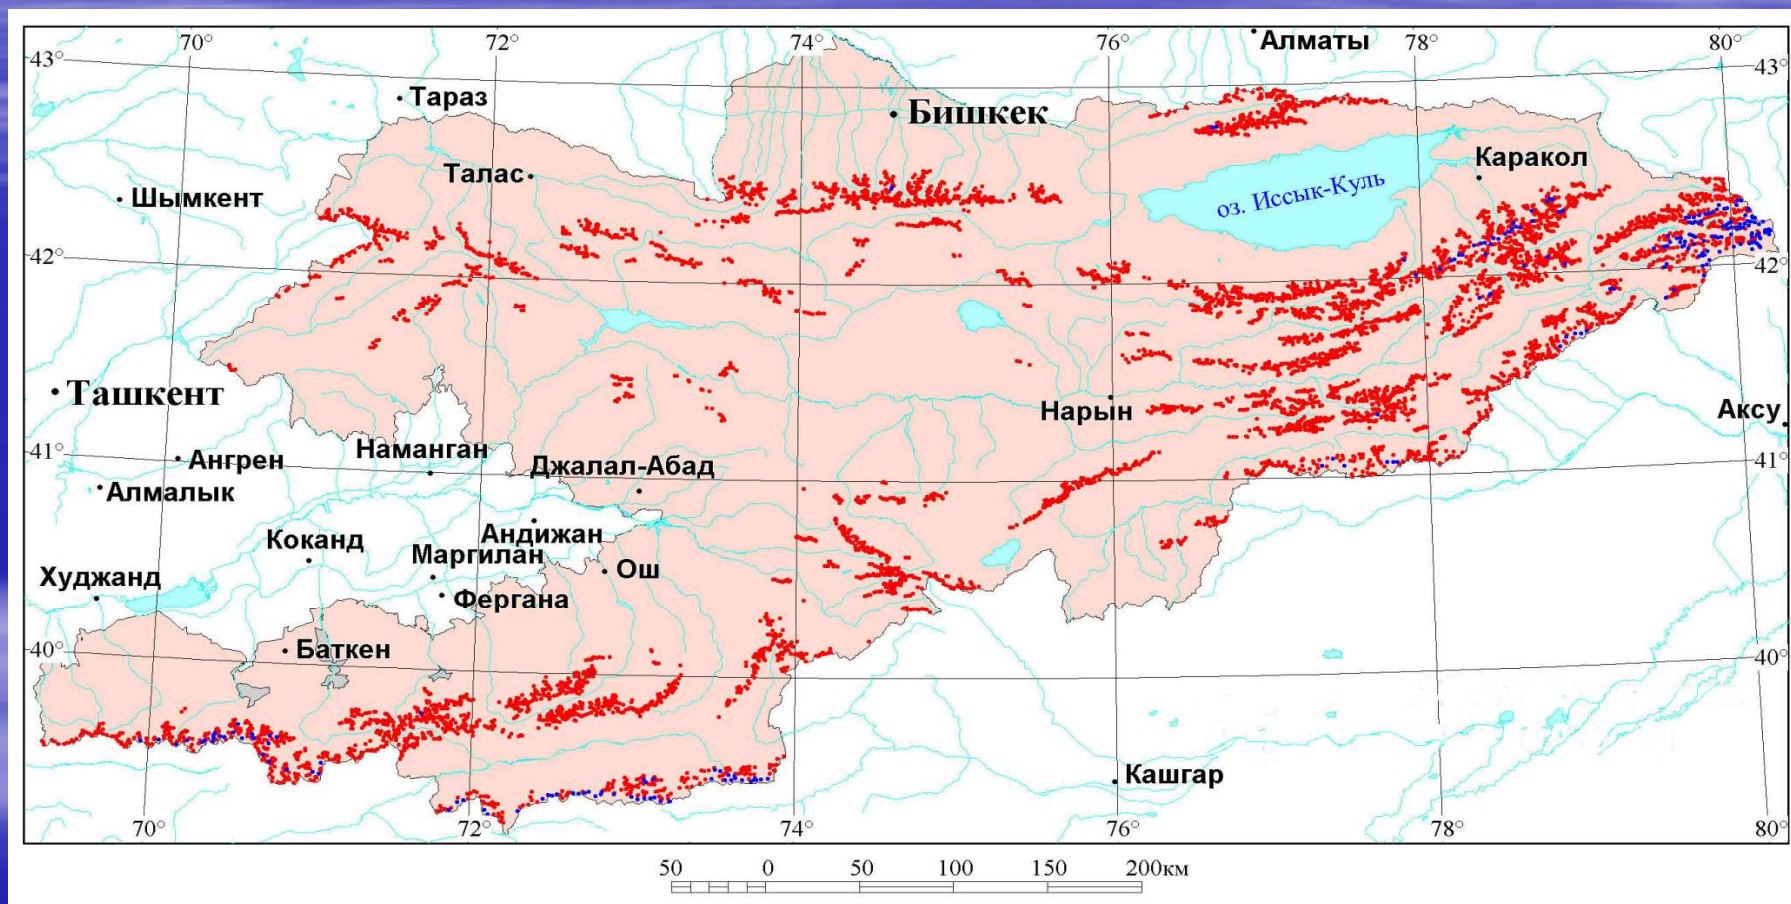 70° 72° 74° 76° 78° 80°
Алматы
43° 43°
Тараз
Бишкек
Каракол
Талас
Шымкент
оз. Иссык-Куль
42° 42°
Ташкент
Нарын
Аксу
41° 41°
Наманган
Ангрен
Джалал-Абад
Алмалык
Андижан
Коканд
Маргилан
Ош
Худжанд
Фергана
40° 40°
Баткен
Кашгар
70° 72° 74° 76° 78° 80°
50 0 50 100 150 200км